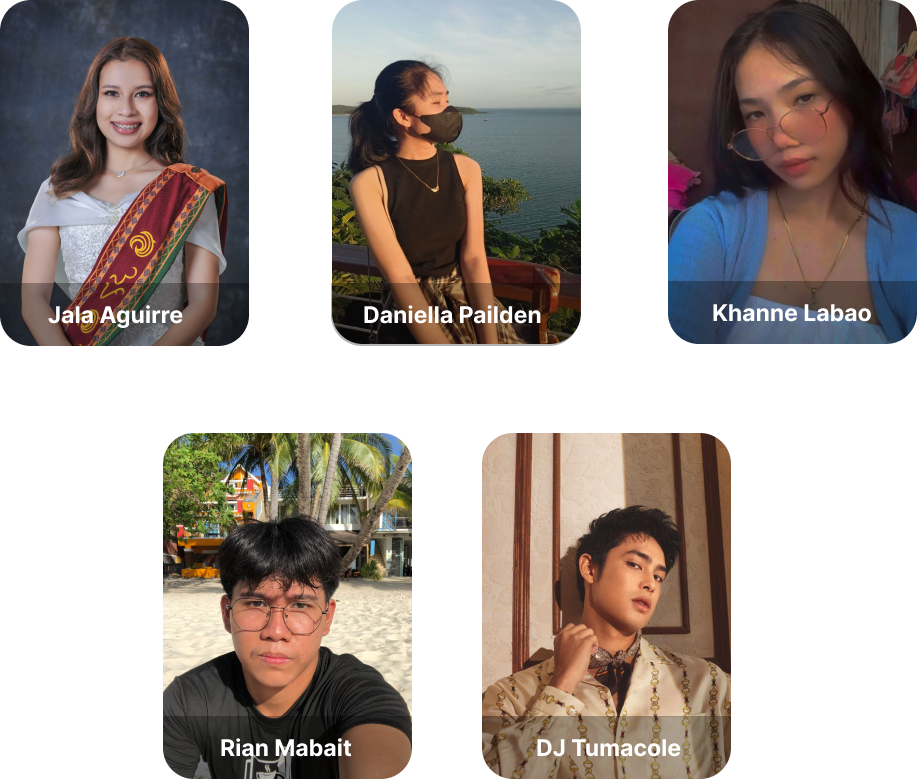 Jala Aguirre
Daniella Pailden
Khanne Labao
Rian Mabait
DJ Tumacole